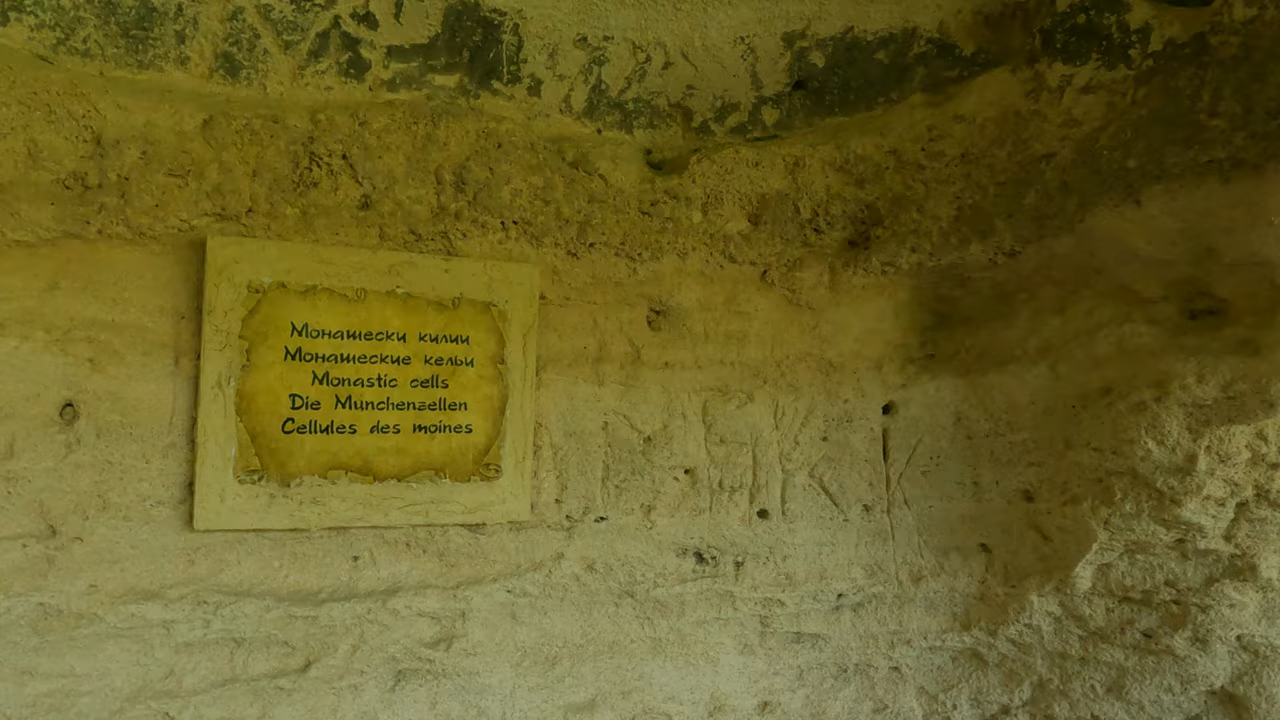 Монашески килии
Монашеские кельи
Monastic cells
Die Munchenzellen
Cellules des moines